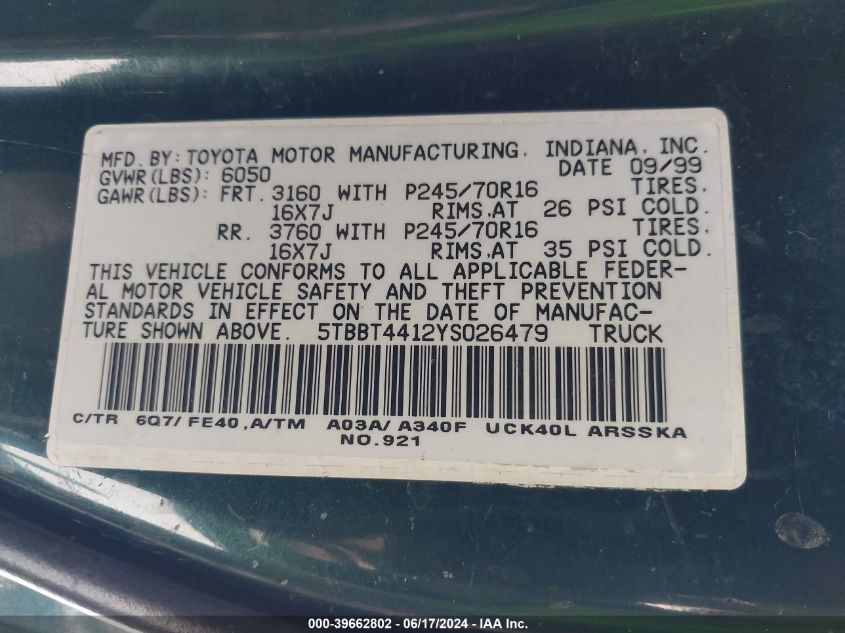 MFD. BY: TOYOTA MOTOR MANUFACTURING, INDIANA, INC.
GVWR(LBS): 6050 DATE 09/99
GAWR(LBS): FRT. 3160 WITH P245/70R16 TIRES,
16X7J RIMS,AT 26 PSI COLD.
RR. 3760 WITH P245/70R16 TIRES,
16X7J RIMS,AT 35 PSI COLD.
THIS VEHICLE CONFORMS TO ALL APPLICABLE FEDER-
AL MOTOR VEHICLE SAFETY AND THEFT PREVENTION
STANDARDS IN EFFECT ON THE DATE OF MANUFAC-
TURE SHOWN ABOVE. 5TBBT4412YS026479 TRUCK
C/TR 6Q7/FE40,A/TM A03A/A340F UCK40L ARSSKA
NO.921
000-39662802 - 06/17/2024 - IAA Inc.